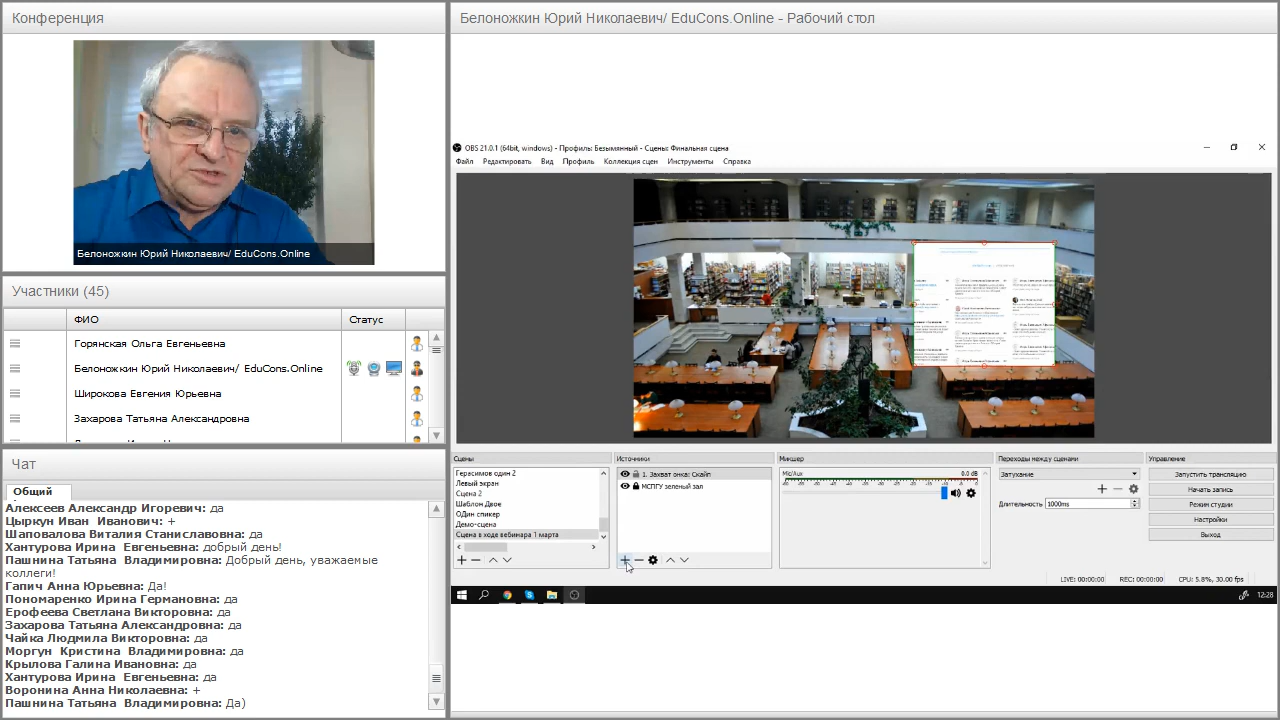 Конференция
Белоножкин Юрий Николаевич/ EduCons.Online
Участники (45)
ФИО
Статус
Горянская Ольга Евгеньевна
Белоножкин Юрий Николаевич/ EduCons.Online
Широкова Евгения Юрьевна
Захарова Татьяна Александровна
Чат
Общий
Алексеев Александр Игоревич: да
Цыркун Иван Иванович: +
Шаповалова Виталия Станиславовна: да
Хантурова Ирина Евгеньевна: добрый день!
Пашнина Татьяна Владимировна: Добрый день, уважаемые
коллеги!
Гапич Анна Юрьевна: Да!
Пономаренко Ирина Германовна: да
Ерофеева Светлана Викторовна: да
Захарова Татьяна Александровна: да
Чайка Людмила Викторовна: да
Моргун Кристина Владимировна: да
Крылова Галина Ивановна: да
Хантурова Ирина Евгеньевна: да
Воронина Анна Николаевна: +
Пашнина Татьяна Владимировна: Да)
Белоножкин Юрий Николаевич/ EduCons.Online - Рабочий стол
OBS 21.0.1 (64bit, windows) - Профиль: Безымянный - Сцены: Финальная сцена
Файл Редактировать Вид Профиль Коллекция сцен Инструменты Справка
Сцены
Герасимов один 2
Левый экран
Сцена 2
Шаблон Двое
ОДин спикер
Демо-сцена
Сцена в ходе вебинара 1 марта
Источники
1. Захват окна: Скайп
МСПГУ зеленый зал
Микшер
Mic/Aux 0.0 dB
Переходы между сценами
Затухание
Длительность 1000ms
Управление
Запустить трансляцию
Начать запись
Режим студии
Настройки
Выход
LIVE: 00:00:00 REC: 00:00:00 CPU: 5.8%, 30.00 fps
12:28